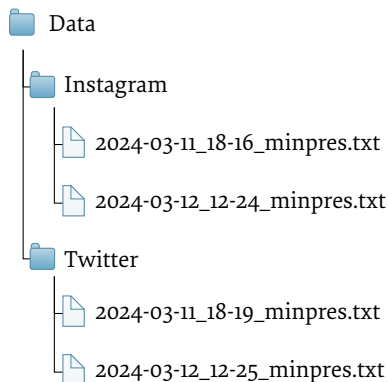 Data
Instagram
2024-03-11_18-16_minpres.txt
2024-03-12_12-24_minpres.txt
Twitter
2024-03-11_18-19_minpres.txt
2024-03-12_12-25_minpres.txt